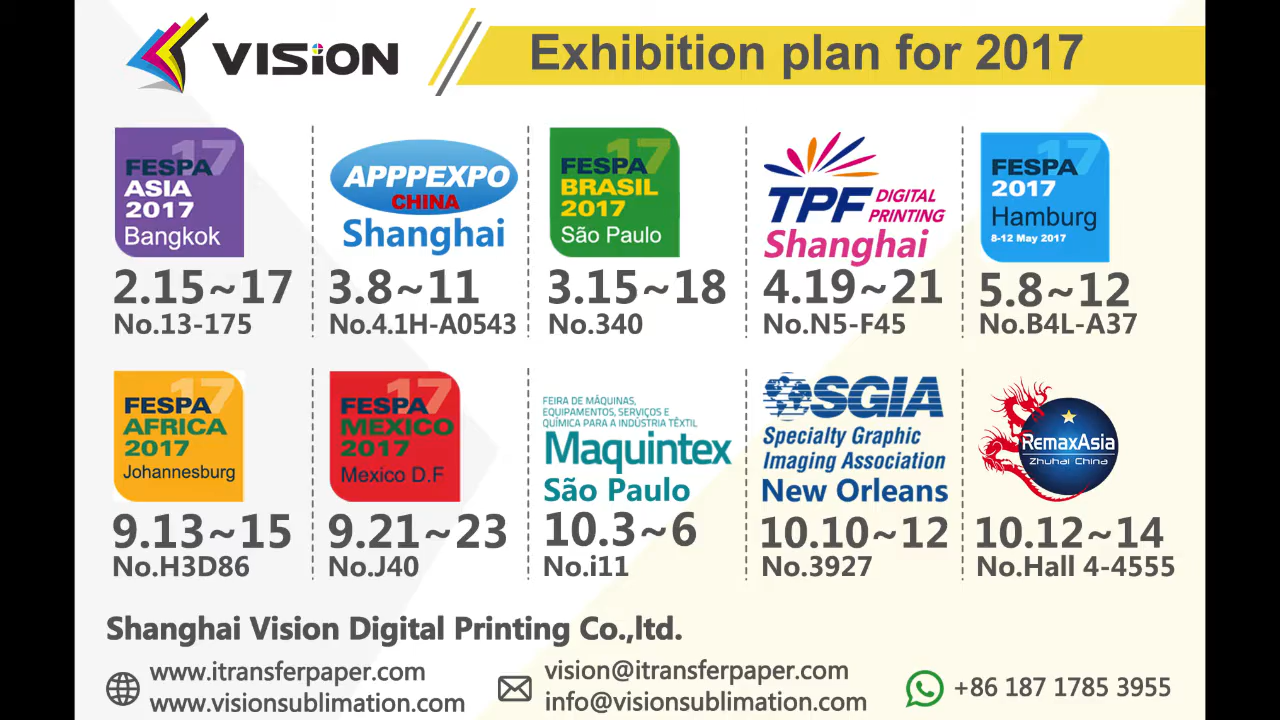 VISION
Exhibition plan for 2017
17
FESPA
ASIA
2017
Bangkok
2.15~17
No.13-175
APPPEXPO
CHINA
Shanghai
3.8~11
No.4.1H-A0543
17
FESPA
BRASIL
2017
São Paulo
3.15~18
No.340
TPF DIGITAL
PRINTING
Shanghai
4.19~21
No.N5-F45
17
FESPA
2017
Hamburg
8-12 May 2017
5.8~12
No.B4L-A37
17
FESPA
AFRICA
2017
Johannesburg
9.13~15
No.H3D86
17
FESPA
MEXICO
2017
Mexico D.F
9.21~23
No.J40
FEIRA DE MÁQUINAS,
EQUIPAMENTOS, SERVIÇOS E
QUÍMICA PARA A INDÚSTRIA TÊXTIL
Maquintex
São Paulo
10.3~6
No.i11
SGIA
Specialty Graphic
Imaging Association
New Orleans
10.10~12
No.3927
RemaxAsia
Zhuhai China
10.12~14
No.Hall 4-4555
Shanghai Vision Digital Printing Co.,ltd.
www.itransferpaper.com
www.visionsublimation.com
vision@itransferpaper.com
info@visionsublimation.com
+86 187 1785 3955